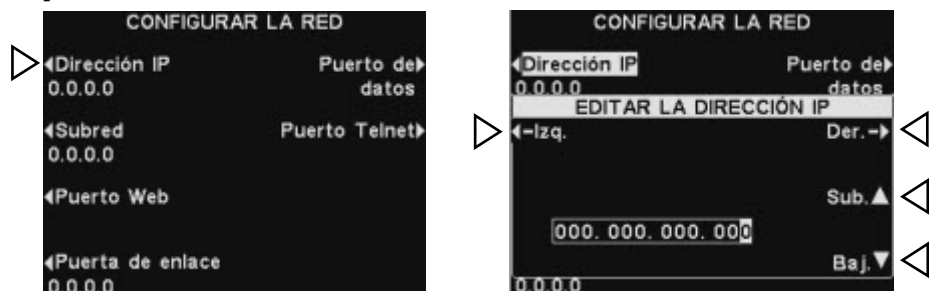 CONFIGURAR LA RED
Dirección IP Puerto de
0.0.0.0 datos
Subred Puerto Telnet
0.0.0.0
Puerto Web
Puerta de enlace
0.0.0.0
CONFIGURAR LA RED
Dirección IP Puerto de
0.0.0.0 datos
EDITAR LA DIRECCIÓN IP
-Izq. Der.-
Sub.
000. 000. 000. 000
Baj.
0.0.0.0